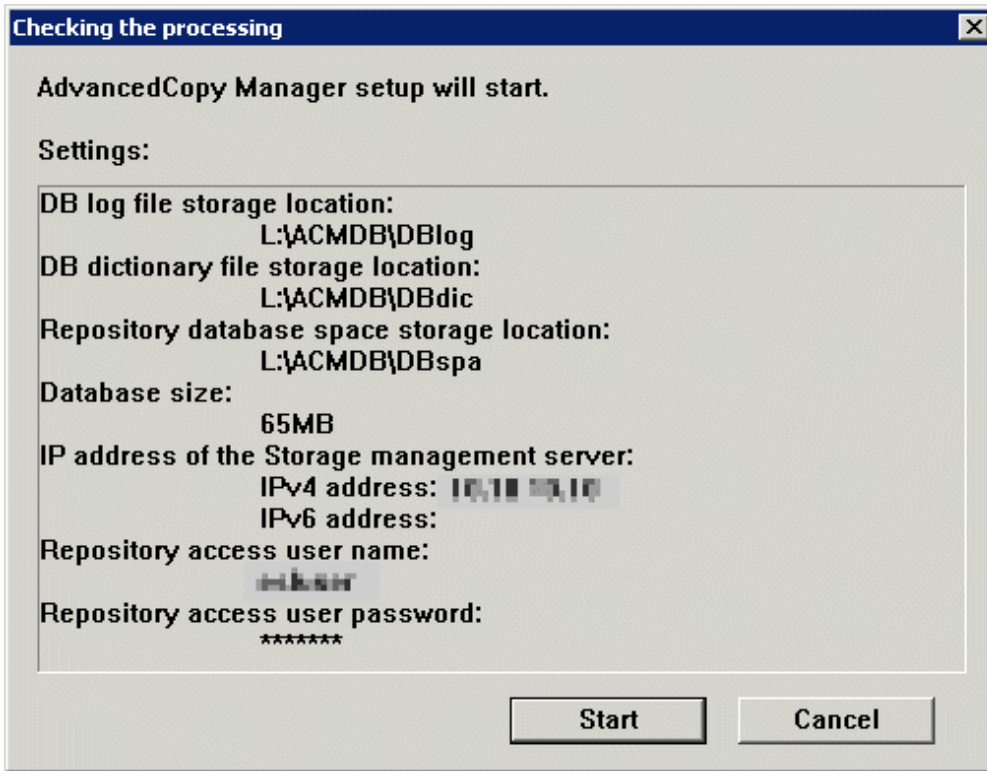 Checking the processing
AdvancedCopy Manager setup will start.
Settings:
DB log file storage location:
L:\ACMDB\DBlog
DB dictionary file storage location:
L:\ACMDB\DBdic
Repository database space storage location:
L:\ACMDB\DBspa
Database size:
65MB
IP address of the Storage management server:
IPv4 address:
IPv6 address:
Repository access user name:
Repository access user password:
*******
Start Cancel